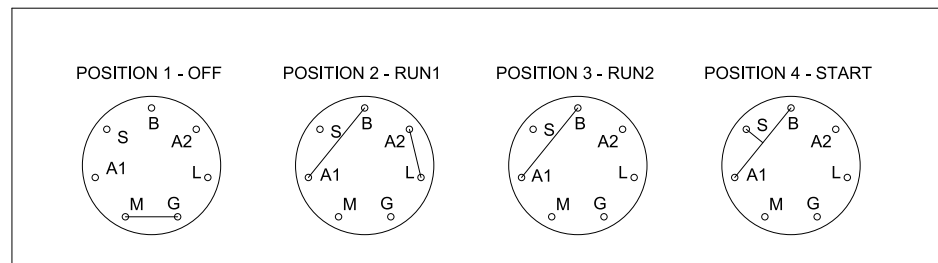 POSITION 1 - OFF
B
S
A2
A1
L
M G
POSITION 2 - RUN1
B
S
A2
A1
L
M G
POSITION 3 - RUN2
B
S
A2
A1
L
M G
POSITION 4 - START
B
S
A2
A1
L
M G